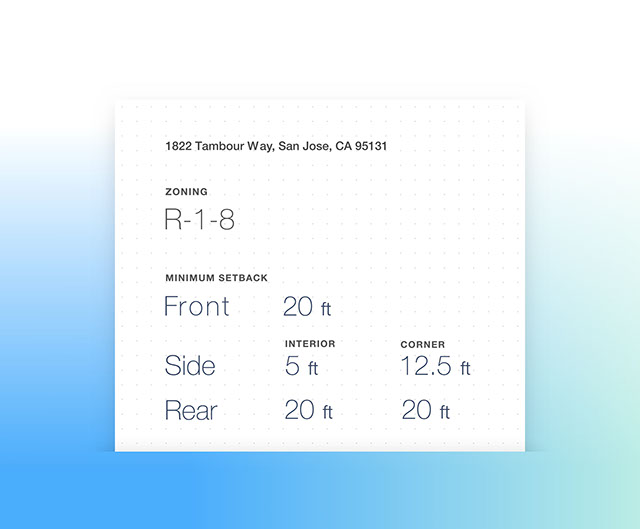 1822 Tambour Way, San Jose, CA 95131
ZONING
R-1-8
MINIMUM SETBACK
Front 20 ft
INTERIOR CORNER
Side 5 ft 12.5 ft
Rear 20 ft 20 ft